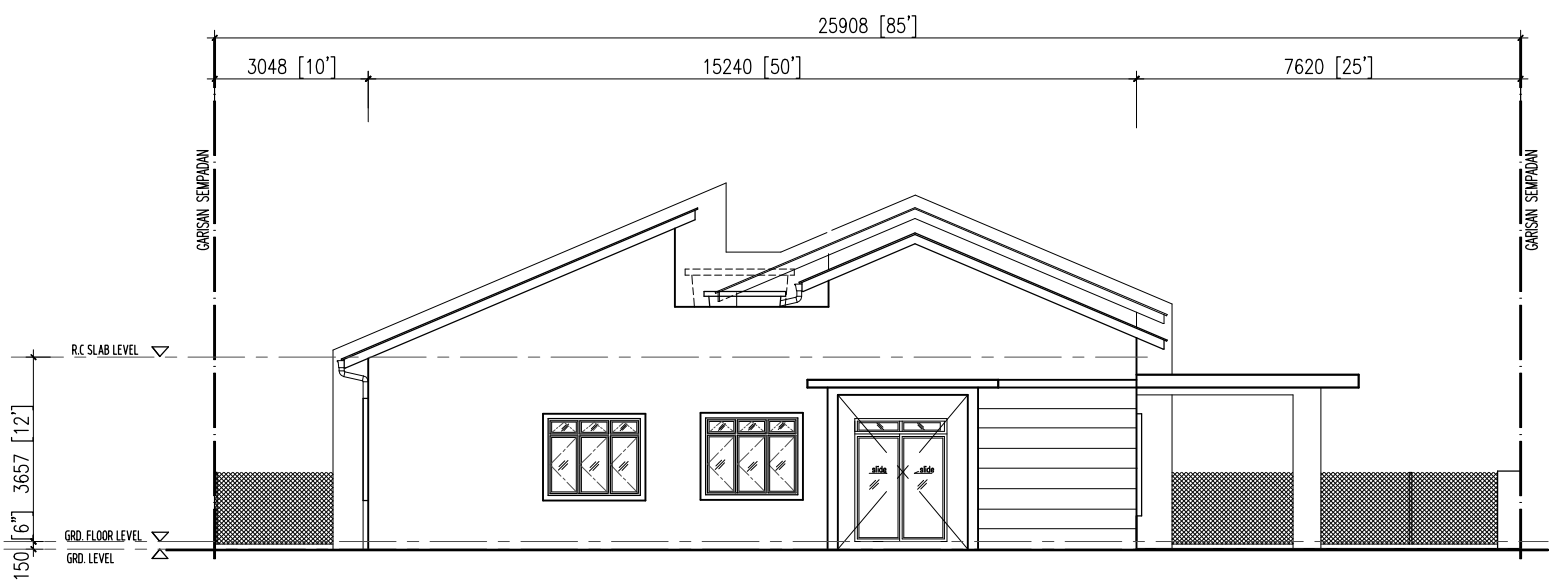 25908 [85']
3048 [10']
15240 [50']
7620 [25']
GARISAN SEMPADAN
GARISAN SEMPADAN
R.C SLAB LEVEL
3657 [12']
slide
slide
150 [6"]
GRD. FLOOR LEVEL
GRD. LEVEL